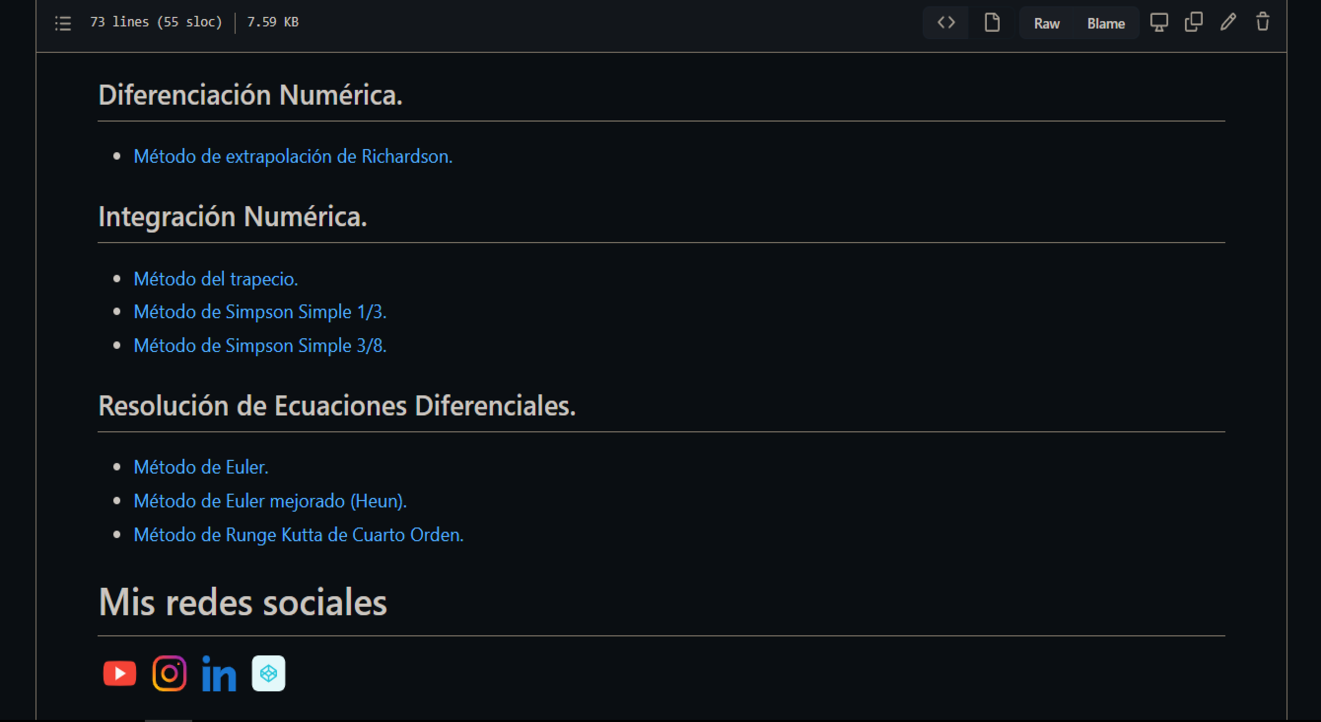 73 lines (55 sloc) 7.59 KB Raw Blame
Diferenciación Numérica.
Método de extrapolación de Richardson.
Integración Numérica.
Método del trapecio.
Método de Simpson Simple 1/3.
Método de Simpson Simple 3/8.
Resolución de Ecuaciones Diferenciales.
Método de Euler.
Método de Euler mejorado (Heun).
Método de Runge Kutta de Cuarto Orden.
Mis redes sociales
in